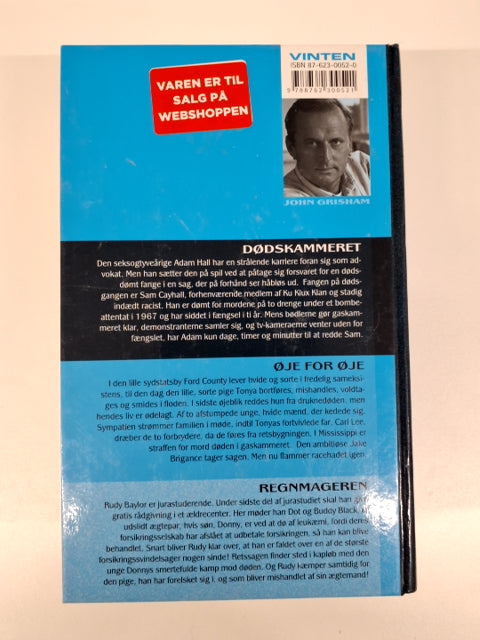 VAREN ER TIL
SALG PÅ
WEBSHOPPEN
VINTEN
ISBN 87-623-0052-0
9 788762 300521
JOHN GRISHAM
DØDSKAMMERET
Den seksogtyveårige Adam Hall har en strålende karriere foran sig som ad-
vokat. Men han sætter den på spil ved at påtage sig forsvaret for en døds-
dømt fange i en sag, der på forhånd ser håbløs ud. Fangen på døds-
gangen er Sam Cayhall, forhenværende medlem af Ku Klux Klan og stadig
inædt racist. Han er dømt for mordene på to drenge under et bombe-
attentat i 1967 og har siddet i fængsel i ti år. Mens bødlerne gør gaskam-
meret klar, demonstranterne samler sig, og tv-kameraerne venter uden for
fængslet, har Adam kun dage, timer og minutter til at redde Sam.
ØJE FOR ØJE
I den lille sydstatsby Ford County lever hvide og sorte i fredelig sameksi-
stens, til den dag den lille, sorte pige Tonya bortføres, mishandles, voldta-
ges og smides i floden. I sidste øjeblik reddes hun fra druknedøden, men
hendes liv er ødelagt. Af to afstumpede unge, hvide mænd, der kedede sig.
Sympatien strømmer familien i møde, indtil Tonyas fortvivlede far, Carl Lee,
dræber de to forbrydere, da de føres fra retsbygningen. I Mississippi er
straffen for mord døden i gaskammeret. Den ambitiøse Jake
Brigance tager sagen. Men nu flammer racehadet igen
REGNMAGEREN
Rudy Baylor er jurastuderende. Under sidste del af jurastudiet skal han
gratis rådgivning i et ældrecenter. Her møder han Dot og Buddy Black,
udslidt ægtepar, hvis søn, Donny, er ved at dø af leukæmi, fordi deres
forsikringsselskab har afslået at udbetale forsikringen, så han kan blive
behandlet. Snart bliver Rudy klar over, at han er faldet over en af de største
forsikringssvindelsager nogen sinde! Retssagen finder sted i kapløb med den
unge Donnys smertefulde kamp mod døden. Og Rudy kæmper samtidig for
den pige, han har forelsket sig i, og som bliver mishandlet af sin ægtemand!